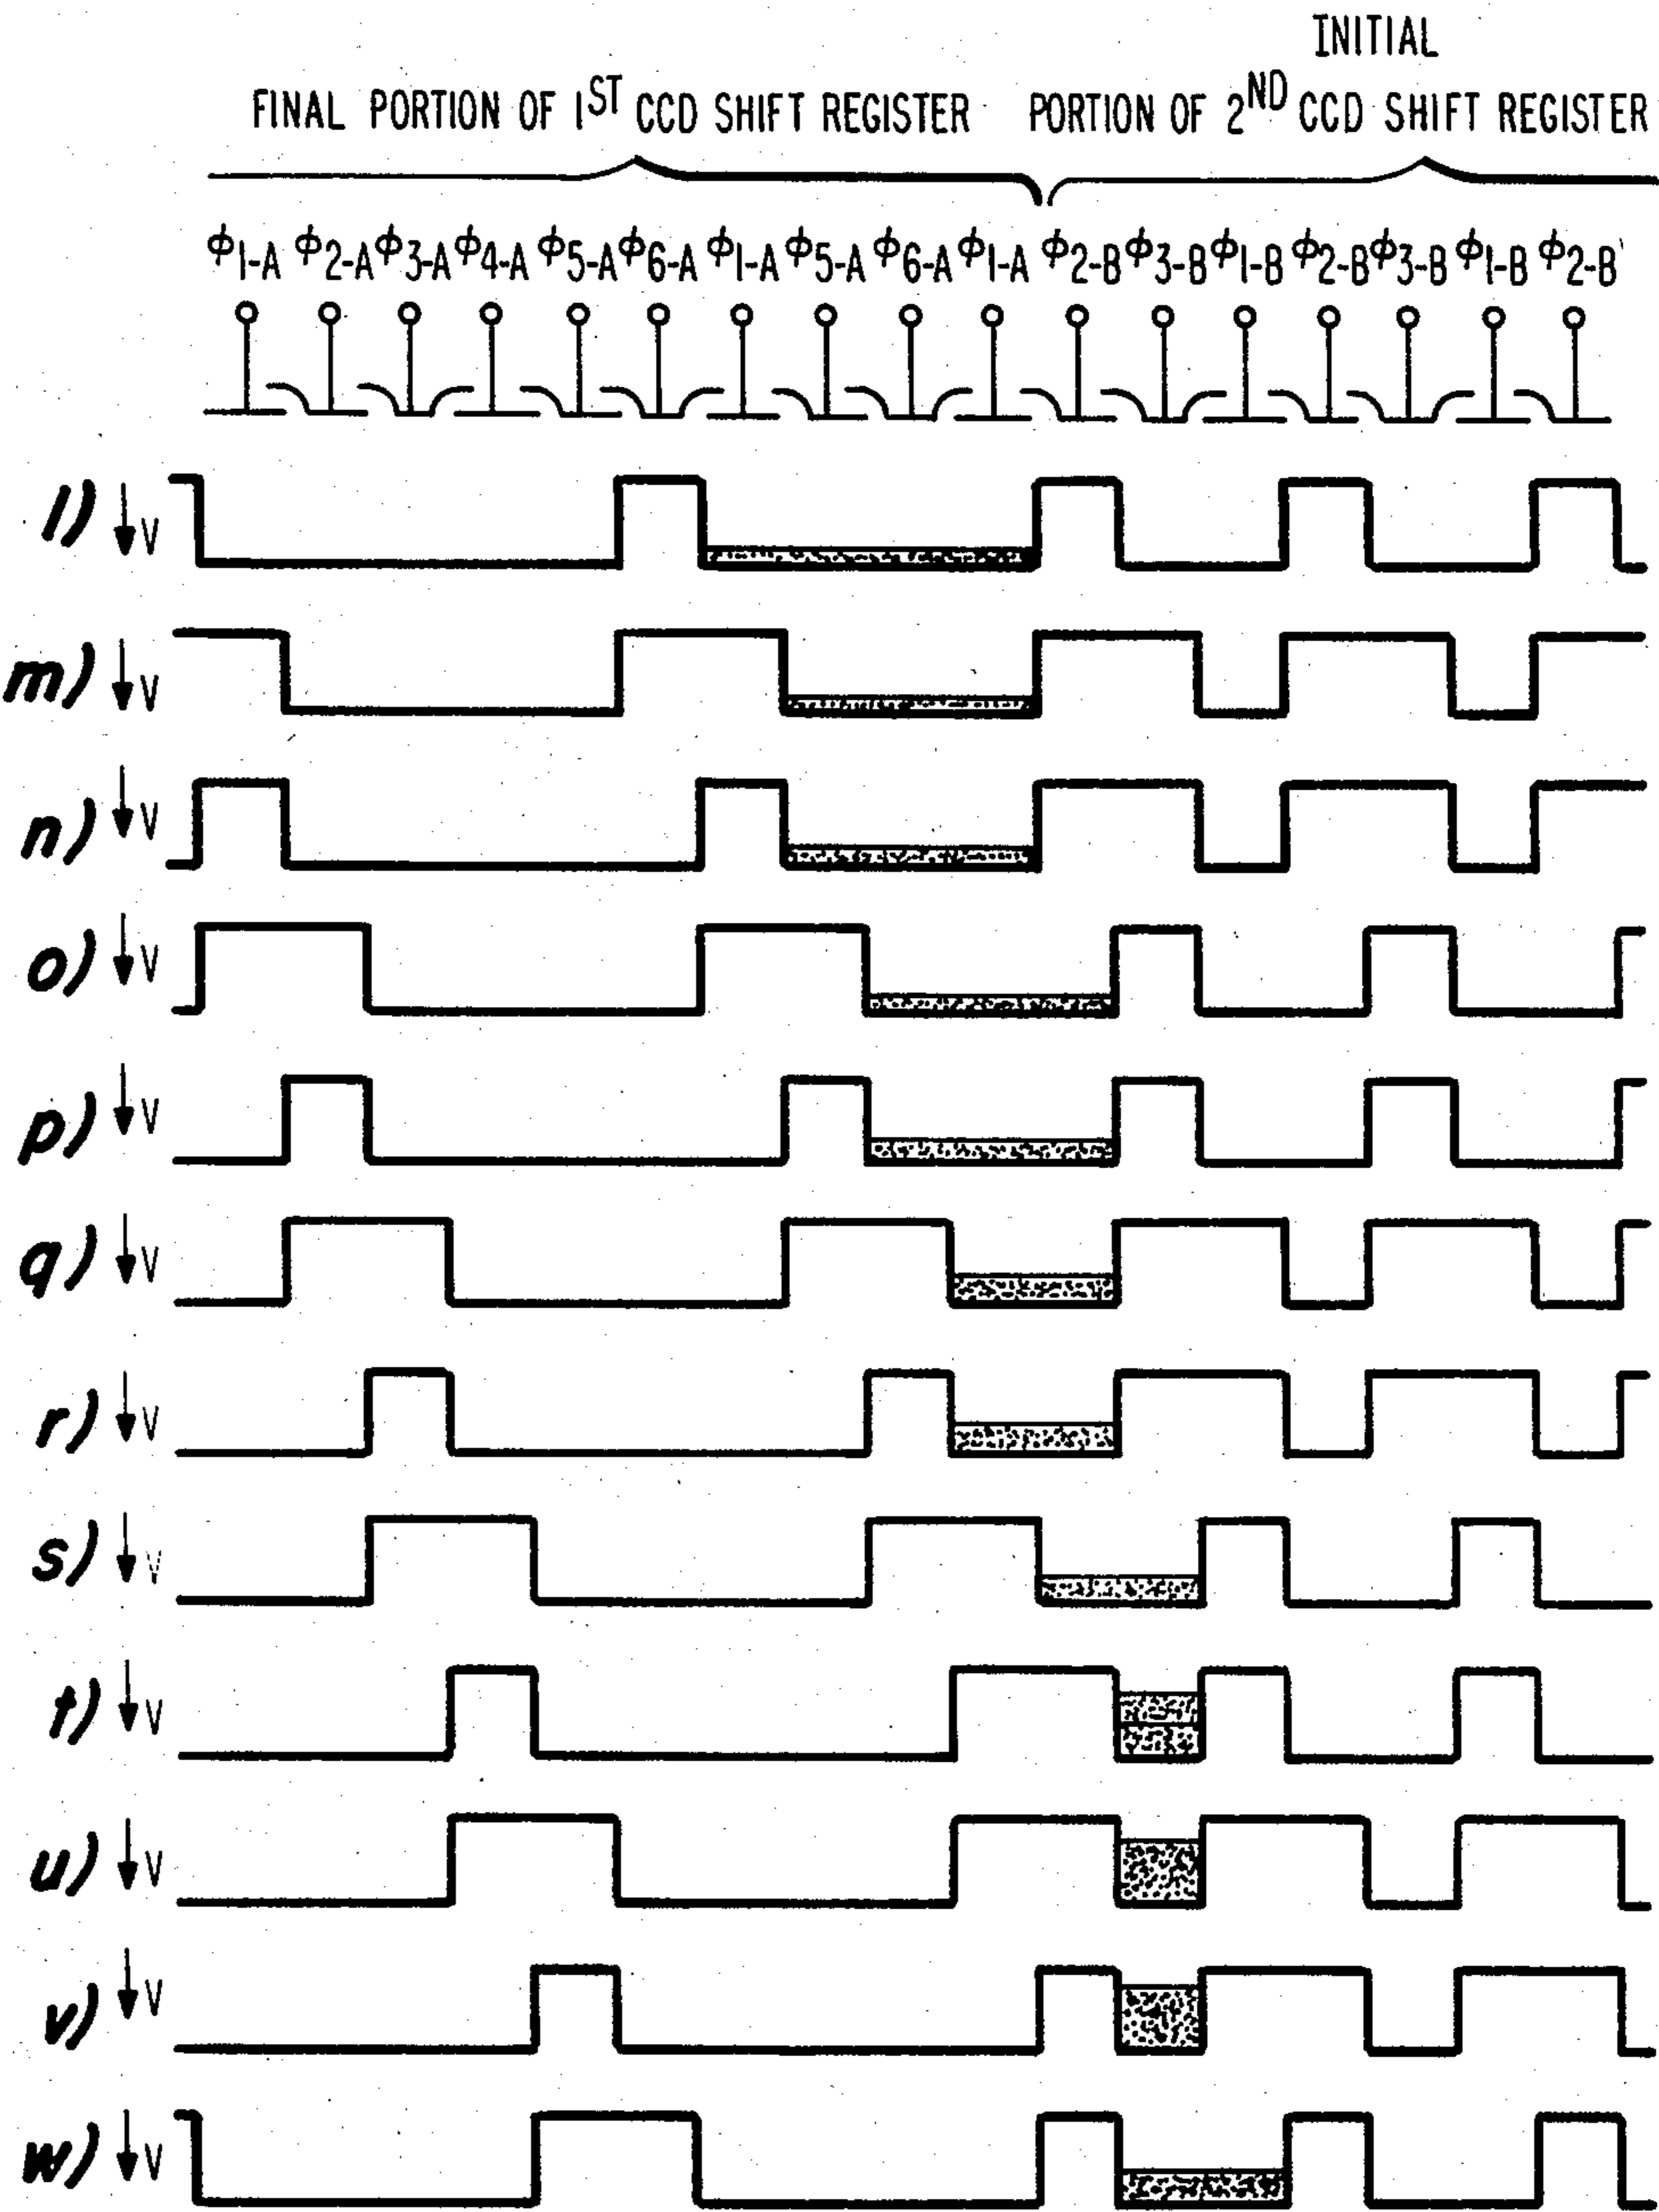 INITIAL
FINAL PORTION OF 1ST CCD SHIFT REGISTER PORTION OF 2ND CCD SHIFT REGISTER
ϕ1-A ϕ2-A ϕ3-A ϕ4-A ϕ5-A ϕ6-A ϕ1-A ϕ5-A ϕ6-A ϕ1-A ϕ2-B ϕ3-B ϕ1-B ϕ2-B ϕ3-B ϕ1-B ϕ2-B
l) V
m) V
n) V
o) V
p) V
q) V
r) V
s) V
t) V
u) V
v) V
w) V